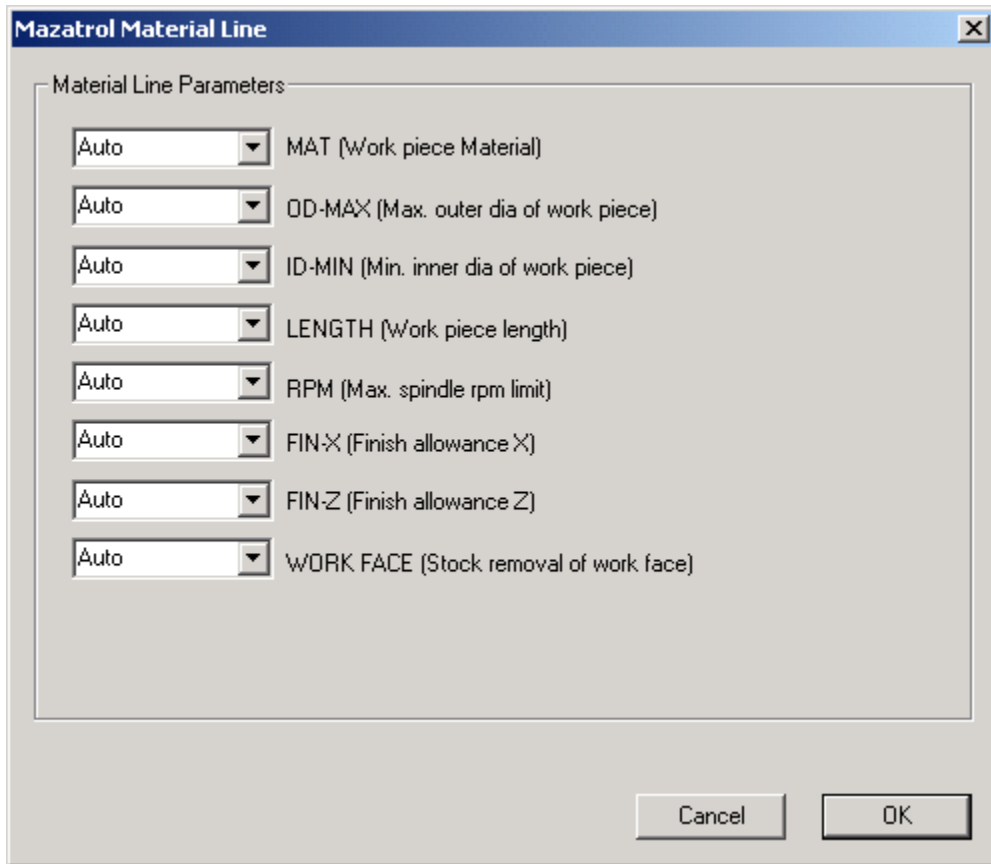 Mazatrol Material Line
Material Line Parameters
Auto MAT (Work piece Material)
Auto OD-MAX (Max. outer dia of work piece)
Auto ID-MIN (Min. inner dia of work piece)
Auto LENGTH (Work piece length)
Auto RPM (Max. spindle rpm limit)
Auto FIN-X (Finish allowance X)
Auto FIN-Z (Finish allowance Z)
Auto WORK FACE (Stock removal of work face)
Cancel OK